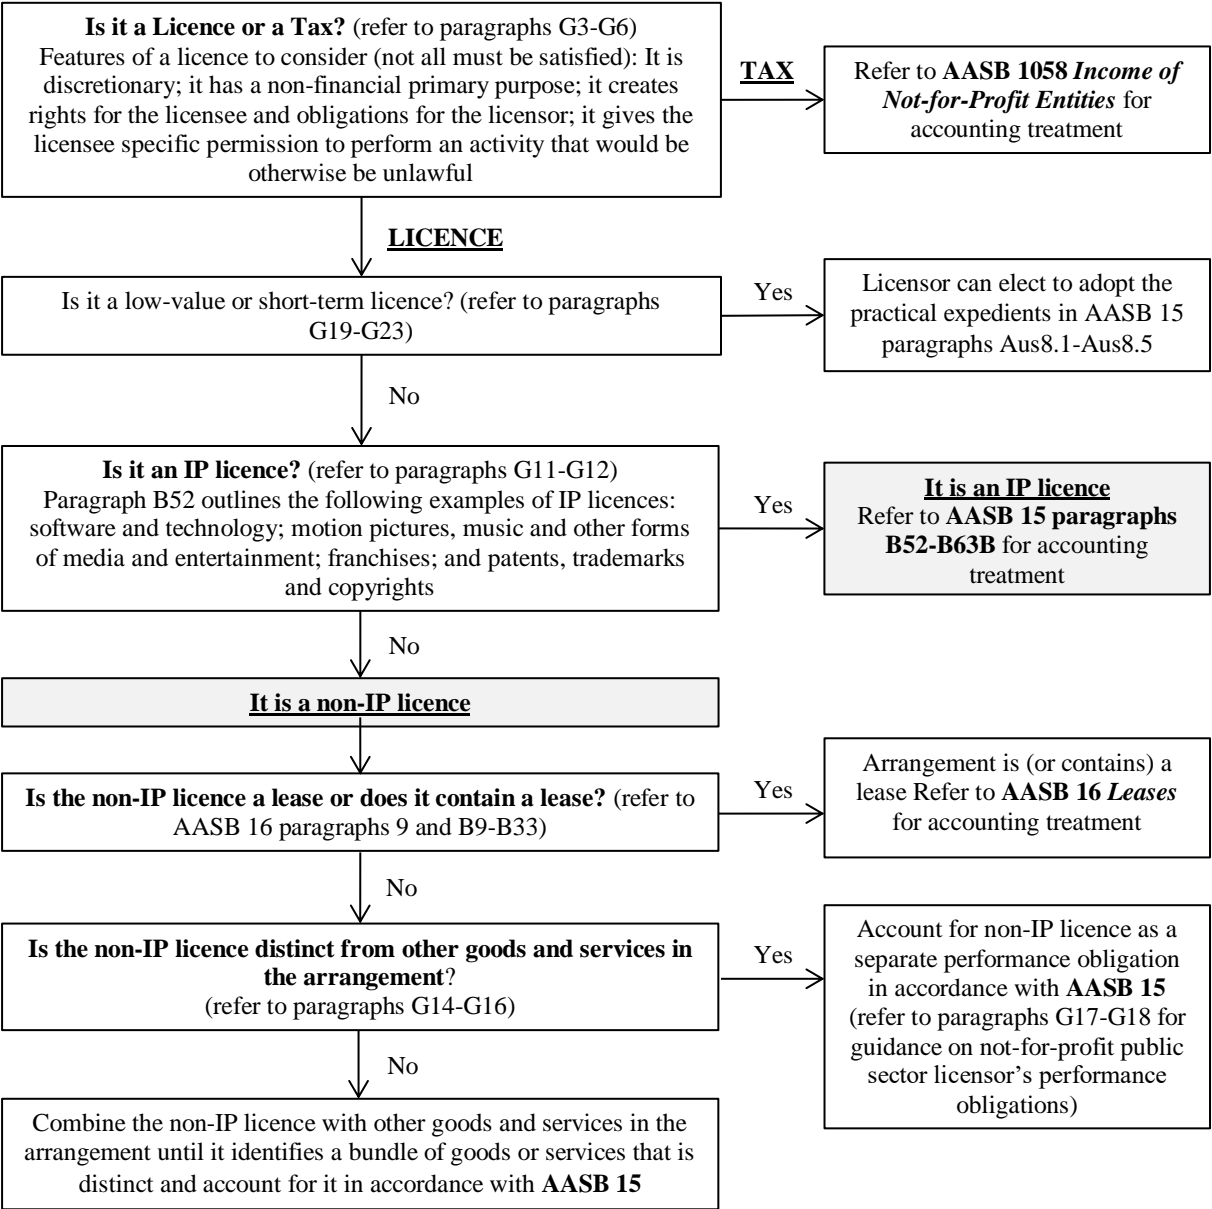 Is it a Licence or a Tax? (refer to paragraphs G3-G6)
Features of a licence to consider (not all must be satisfied): It is
discretionary; it has a non-financial primary purpose; it creates
rights for the licensee and obligations for the licensor; it gives the
licensee specific permission to perform an activity that would be
otherwise be unlawful
TAX
Refer to AASB 1058 Income of
Not-for-Profit Entities for
accounting treatment
LICENCE
Is it a low-value or short-term licence? (refer to paragraphs
G19-G23)
Yes
Licensor can elect to adopt the
practical expedients in AASB 15
paragraphs Aus8.1-Aus8.5
No
Is it an IP licence? (refer to paragraphs G11-G12)
Paragraph B52 outlines the following examples of IP licences:
software and technology; motion pictures, music and other forms
of media and entertainment; franchises; and patents, trademarks
and copyrights
Yes
It is an IP licence
Refer to AASB 15 paragraphs
B52-B63B for accounting
treatment
No
It is a non-IP licence
Is the non-IP licence a lease or does it contain a lease? (refer to
AASB 16 paragraphs 9 and B9-B33)
Yes
Arrangement is (or contains) a
lease Refer to AASB 16 Leases
for accounting treatment
No
Is the non-IP licence distinct from other goods and services in
the arrangement?
(refer to paragraphs G14-G16)
Yes
Account for non-IP licence as a
separate performance obligation
in accordance with AASB 15
(refer to paragraphs G17-G18 for
guidance on not-for-profit public
sector licensor’s performance
obligations)
No
Combine the non-IP licence with other goods and services in the
arrangement until it identifies a bundle of goods or services that is
distinct and account for it in accordance with AASB 15